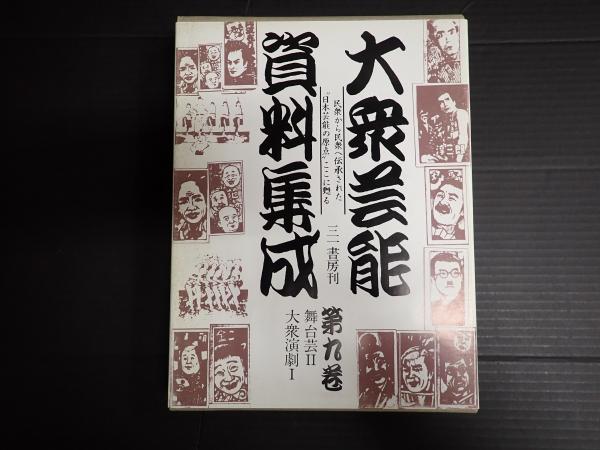 大衆芸能
資料集成
民衆から民衆へ伝承された
“日本芸能の原点”ここに甦る
三一書房刊
第九巻
舞台芸II
大衆演劇I